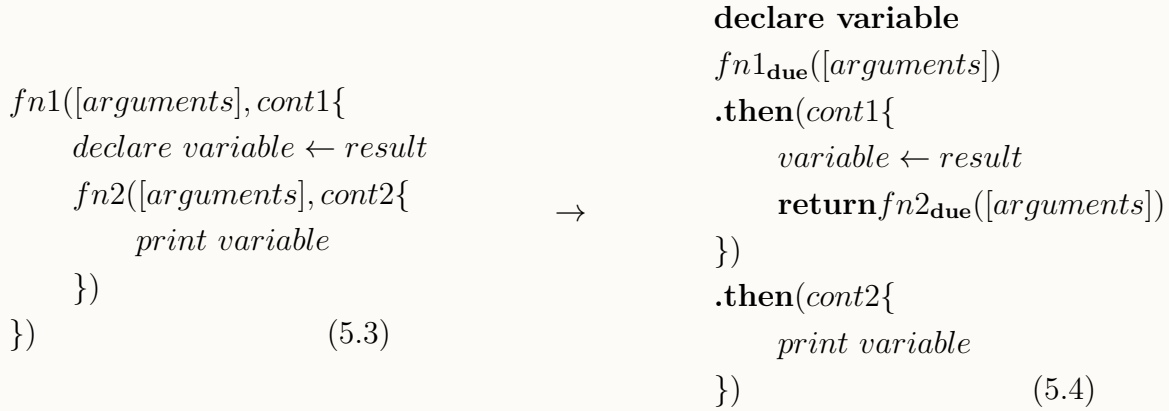 fn1([arguments], cont1{
declare variable ← result
fn2([arguments], cont2{
print variable
})
}) (5.3)
→
declare variable
fn1due([arguments])
.then(cont1{
variable ← result
returnfn2due([arguments])
})
.then(cont2{
print variable
}) (5.4)